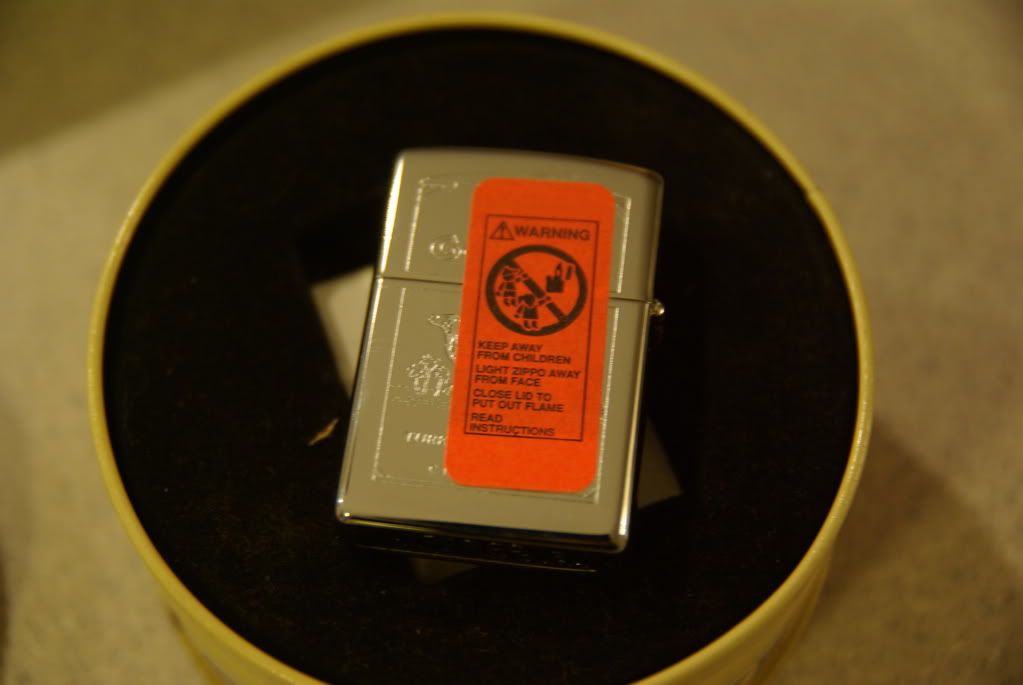 WARNING
KEEP AWAY
FROM CHILDREN
LIGHT ZIPPO AWAY
FROM FACE
CLOSE LID TO
PUT OUT FLAME
READ
INSTRUCTIONS